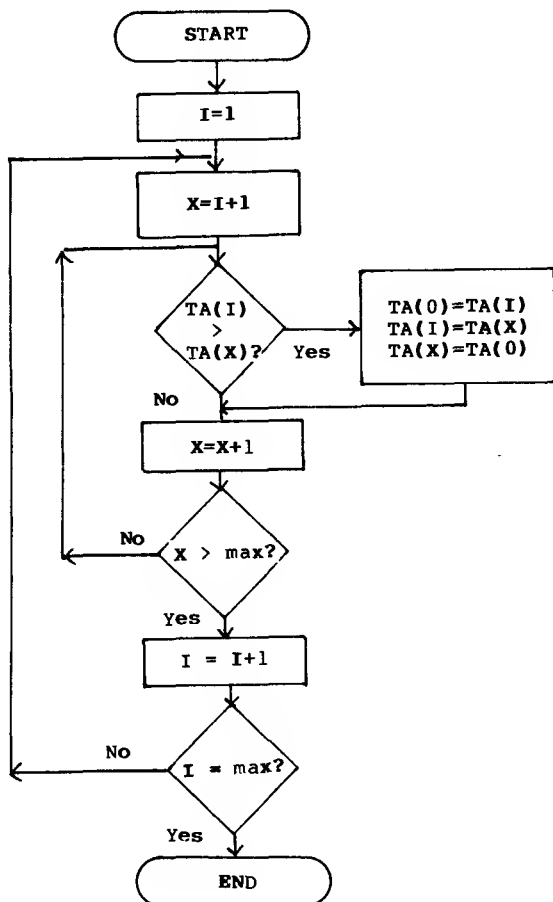 START
I=1
X=I+1
TA(I)
>
TA(X)?
Yes
TA(0)=TA(I)
TA(I)=TA(X)
TA(X)=TA(0)
No
X=X+1
No
X > max?
Yes
I = I+1
No
I = max?
Yes
END